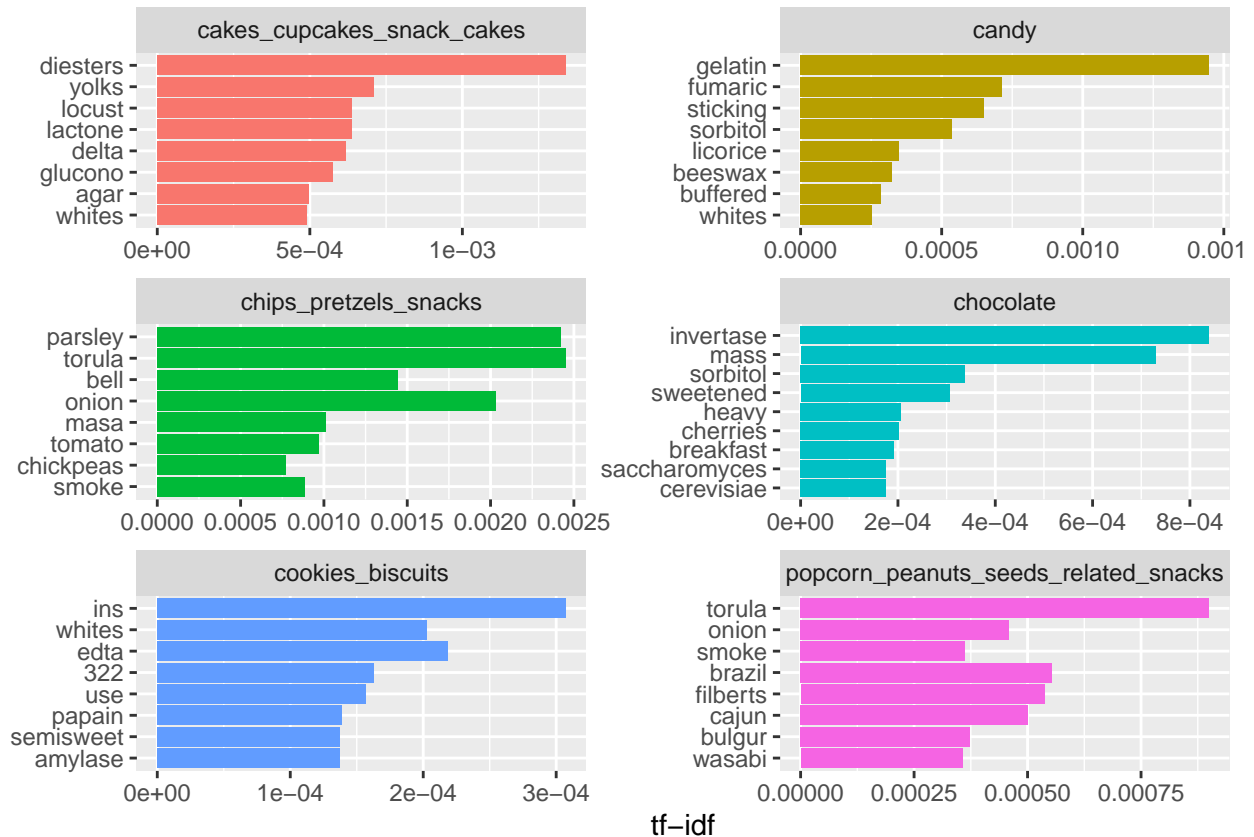 cakes_cupcakes_snack_cakes
diesters
yolks
locust
lactone
delta
glucono
agar
whites
0e+00 5e−04 1e−03
candy
gelatin
fumaric
sticking
sorbitol
licorice
beeswax
buffered
whites
0.0000 0.0005 0.0010 0.001
chips_pretzels_snacks
parsley
torula
bell
onion
masa
tomato
chickpeas
smoke
0.0000 0.0005 0.0010 0.0015 0.0020 0.0025
chocolate
invertase
mass
sorbitol
sweetened
heavy
cherries
breakfast
saccharomyces
cerevisiae
0e+00 2e−04 4e−04 6e−04 8e−04
cookies_biscuits
ins
whites
edta
322
use
papain
semisweet
amylase
0e+00 1e−04 2e−04 3e−04
popcorn_peanuts_seeds_related_snacks
torula
onion
smoke
brazil
filberts
cajun
bulgur
wasabi
0.00000 0.00025 0.00050 0.00075
tf−idf